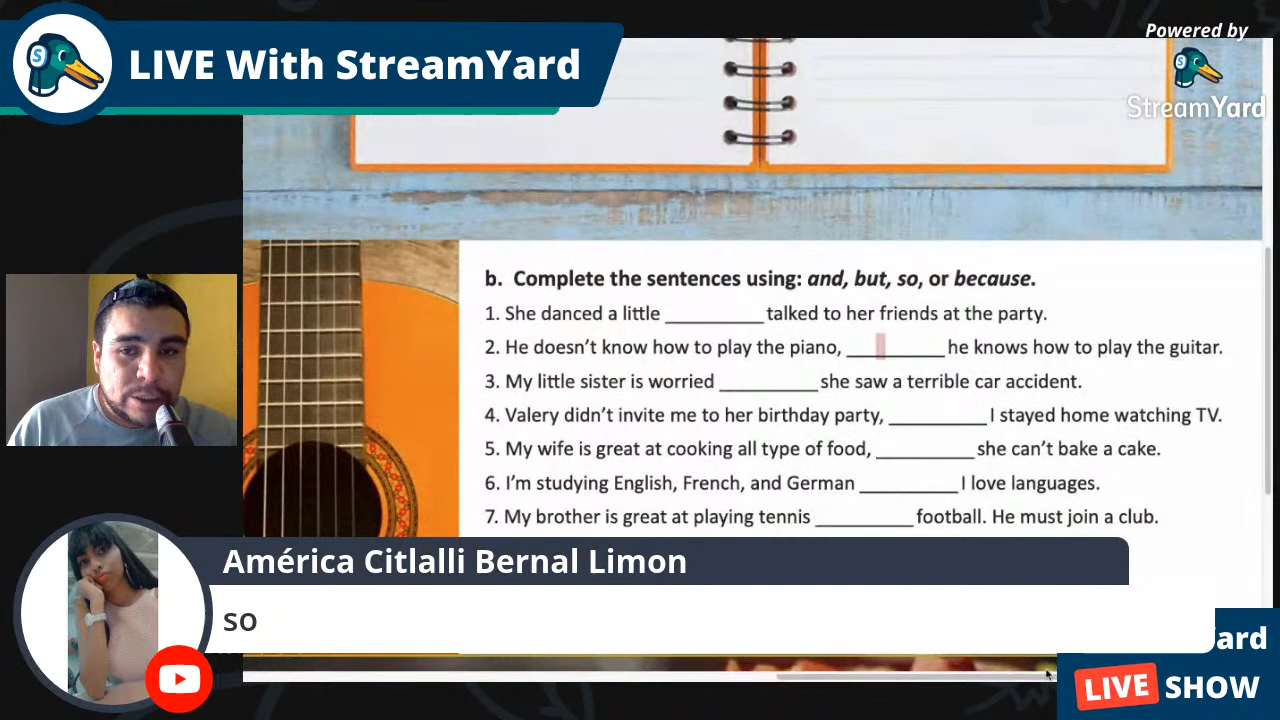 LIVE With StreamYard
Powered by
StreamYard
S
b. Complete the sentences using: and, but, so, or because.
1. She danced a little __________ talked to her friends at the party.
2. He doesn’t know how to play the piano, __________ he knows how to play the guitar.
3. My little sister is worried __________ she saw a terrible car accident.
4. Valery didn’t invite me to her birthday party, __________ I stayed home watching TV.
5. My wife is great at cooking all type of food, __________ she can’t bake a cake.
6. I’m studying English, French, and German __________ I love languages.
7. My brother is great at playing tennis __________ football. He must join a club.
América Citlalli Bernal Limon
so
ard
LIVE SHOW